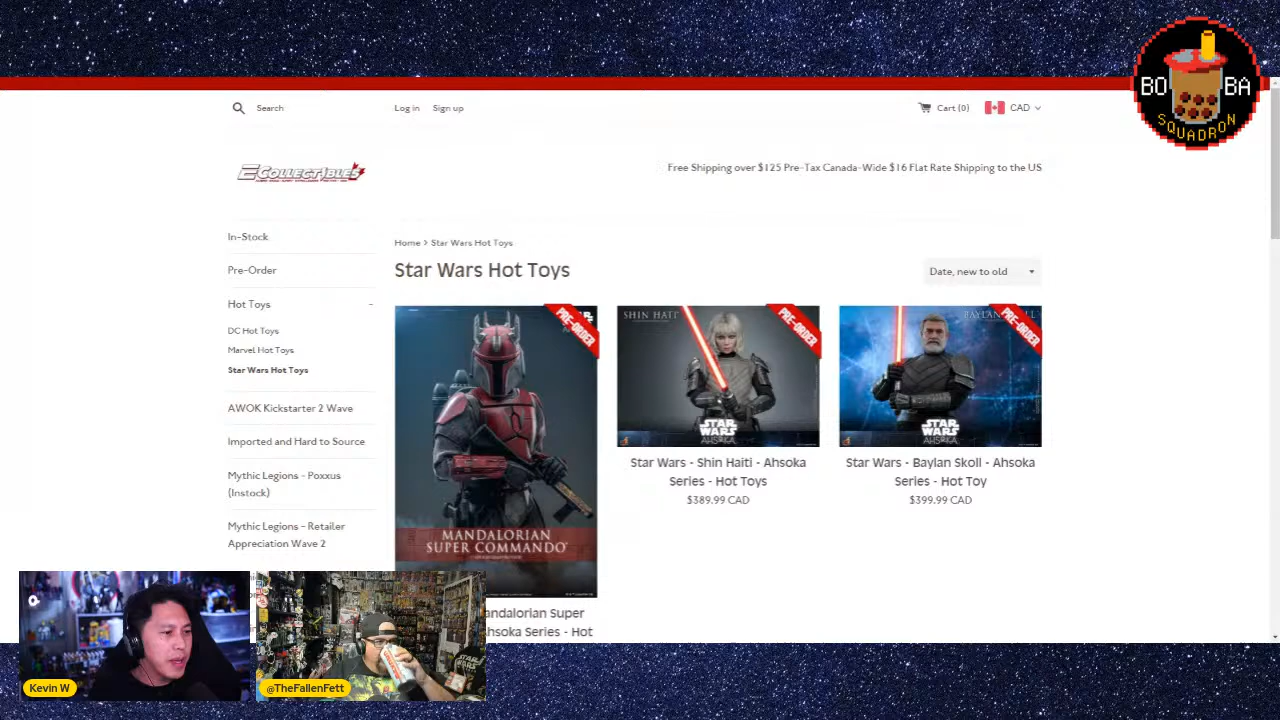 BO BA
SQUADRON
Search
Log in
Sign up
Cart (0)
CAD
ECOLLECTIBLES
Free Shipping over $125 Pre-Tax Canada-Wide $16 Flat Rate Shipping to the US
In-Stock
Pre-Order
Hot Toys
-
DC Hot Toys
Marvel Hot Toys
Star Wars Hot Toys
AWOK Kickstarter 2 Wave
Imported and Hard to Source
Mythic Legions - Poxxus
(Instock)
Mythic Legions - Retailer
Appreciation Wave 2
Home > Star Wars Hot Toys
Star Wars Hot Toys
Date, new to old
PRE-ORDER
MANDALORIAN
SUPER COMMANDO
andalorian Super
hsoka Series - Hot
SHIN HATI
PRE-ORDER
STAR
WARS
AHSOKA
Star Wars - Shin Haiti - Ahsoka
Series - Hot Toys
$389.99 CAD
PRE-ORDER
STAR
WARS
AHSOKA
Star Wars - Baylan Skoll - Ahsoka
Series - Hot Toy
$399.99 CAD
Kevin W
@TheFallenFett
STAR
WARS